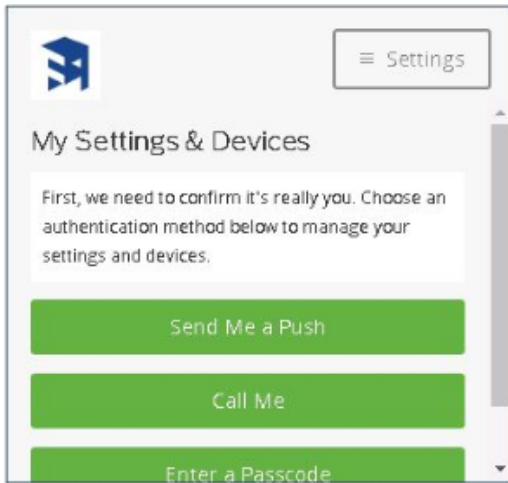 ≡ Settings
My Settings & Devices
First, we need to confirm it's really you. Choose an
authentication method below to manage your
settings and devices.
Send Me a Push
Call Me
Enter a Passcode